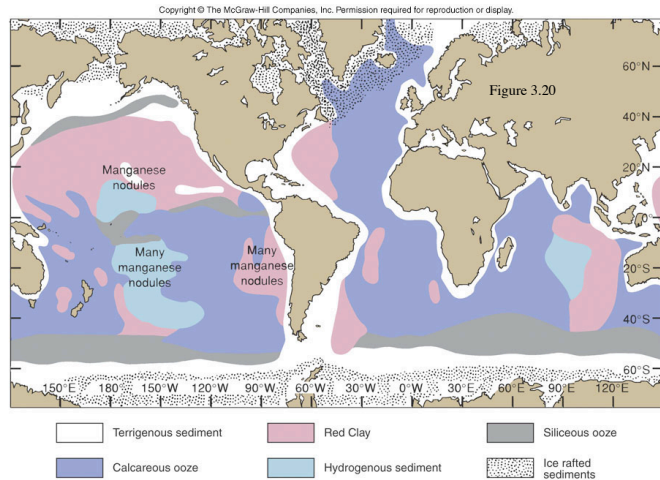 Copyright © The McGraw-Hill Companies, Inc. Permission required for reproduction or display.
60°N
Figure 3.20
40°N
20°N
Manganese
nodules
0°
Many
manganese
nodules
Many
manganese
nodules
20°S
40°S
60°S
150°E 180°W 150°W 120°W 90°W 60°W 30°W 0°W 30°E 60°E 90°E 120°E
Terrigenous sediment
Red Clay
Siliceous ooze
Calcareous ooze
Hydrogenous sediment
Ice rafted
sediments